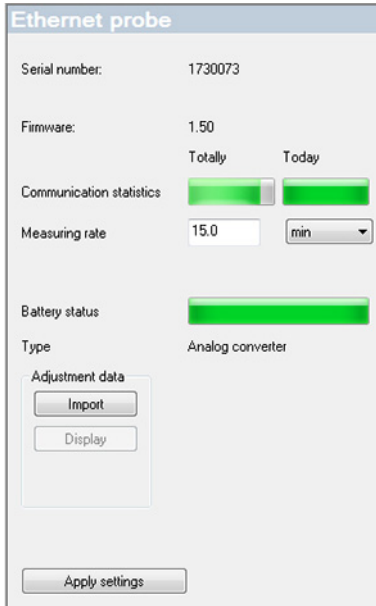 Ethernet probe
Serial number: 1730073
Firmware: 1.50
Totally Today
Communication statistics
Measuring rate 15.0 min
Battery status
Type Analog converter
Adjustment data
Import
Display
Apply settings